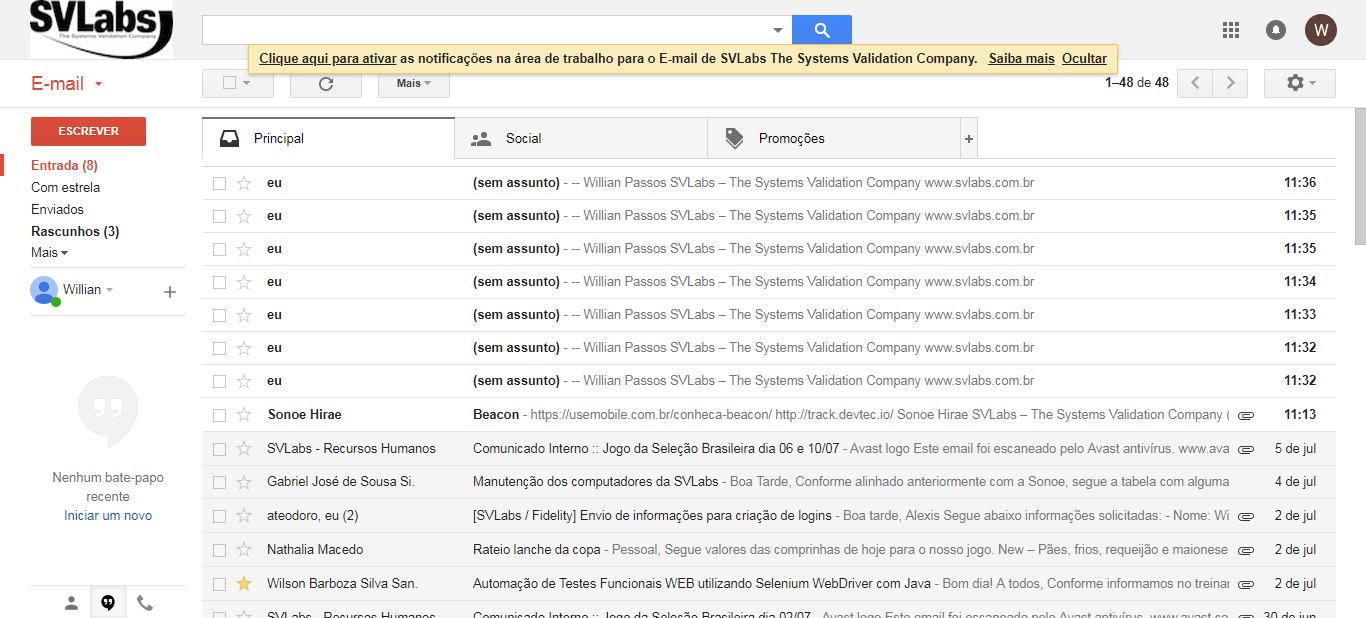 SVLabs
The Systems Validation Company
W
Clique aqui para ativar as notificações na área de trabalho para o E-mail de SVLabs The Systems Validation Company. Saiba mais Ocultar
E-mail
Mais
1–48 de 48
ESCREVER
Entrada (8)
Com estrela
Enviados
Rascunhos (3)
Mais
Willian
Nenhum bate-papo
recente
Iniciar um novo
Principal Social Promoções +
eu (sem assunto) - -- Willian Passos SVLabs – The Systems Validation Company www.svlabs.com.br 11:36
eu (sem assunto) - -- Willian Passos SVLabs – The Systems Validation Company www.svlabs.com.br 11:35
eu (sem assunto) - -- Willian Passos SVLabs – The Systems Validation Company www.svlabs.com.br 11:35
eu (sem assunto) - -- Willian Passos SVLabs – The Systems Validation Company www.svlabs.com.br 11:34
eu (sem assunto) - -- Willian Passos SVLabs – The Systems Validation Company www.svlabs.com.br 11:33
eu (sem assunto) - -- Willian Passos SVLabs – The Systems Validation Company www.svlabs.com.br 11:32
eu (sem assunto) - -- Willian Passos SVLabs – The Systems Validation Company www.svlabs.com.br 11:32
Sonoe Hirae Beacon - https://usemobile.com.br/conheca-beacon/ http://track.devtec.io/ Sonoe Hirae SVLabs – The Systems Validation Company ( 11:13
SVLabs - Recursos Humanos Comunicado Interno :: Jogo da Seleção Brasileira dia 06 e 10/07 - Avast logo Este email foi escaneado pelo Avast antivírus. www.ava 5 de jul
Gabriel José de Sousa Si. Manutenção dos computadores da SVLabs - Boa Tarde, Conforme alinhado anteriormente com a Sonoe, segue a tabela com alguma 4 de jul
ateodoro, eu (2) [SVLabs / Fidelity] Envio de informações para criação de logins - Boa tarde, Alexis Segue abaixo informações solicitadas: - Nome: Wi 2 de jul
Nathalia Macedo Rateio lanche da copa - Pessoal, Segue valores das comprinhas de hoje para o nosso jogo. New – Pães, frios, requeijão e maionese 2 de jul
Wilson Barboza Silva San. Automação de Testes Funcionais WEB utilizando Selenium WebDriver com Java - Bom dia! A todos, Conforme informamos no treinar 2 de jul
SVLabs - Recursos Humanos Comunicado Interno :: Jogo da Seleção Brasileira dia 02/07 - Avast logo Este email foi escaneado pelo Avast antivírus. www.avast.co 30 de jun